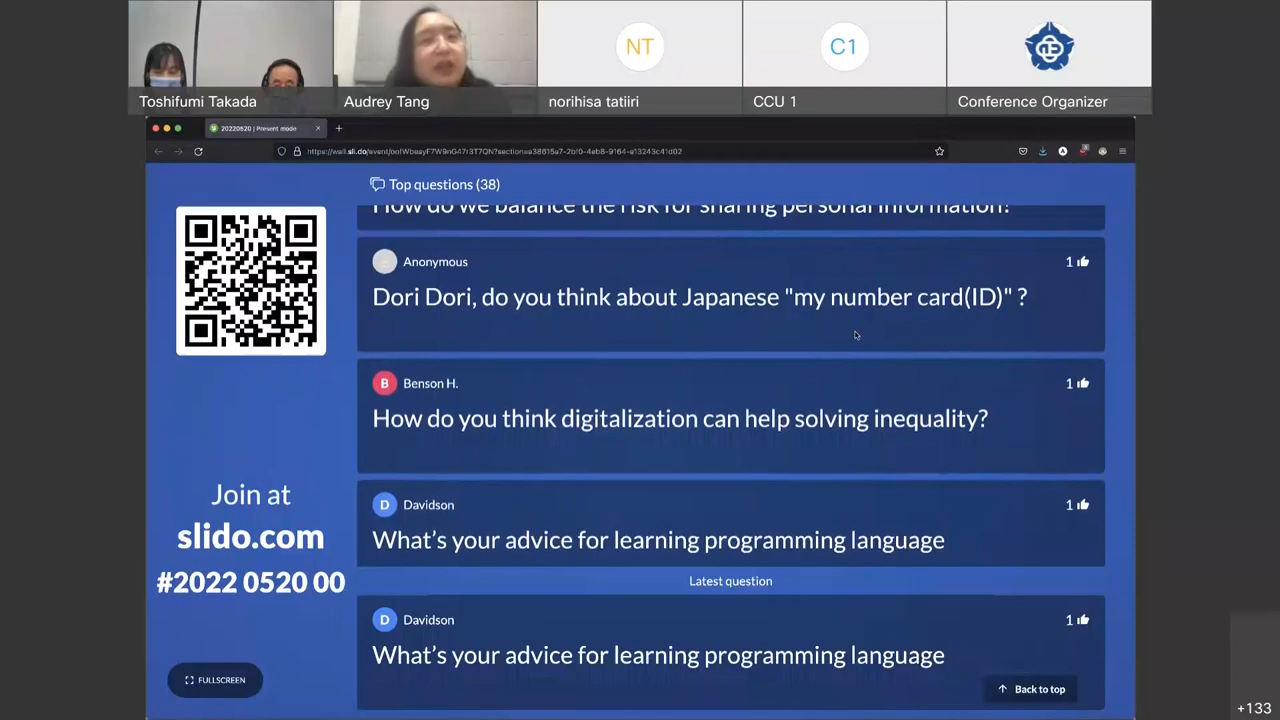 NT
C1
Toshifumi Takada
Audrey Tang
norihisa tatiiri
CCU 1
Conference Organizer
20220520 | Present mode
Top questions (38)
How do we balance the risk for sharing personal information?
Anonymous
1
Dori Dori, do you think about Japanese "my number card(ID)" ?
B
Benson H.
1
How do you think digitalization can help solving inequality?
D
Davidson
1
What's your advice for learning programming language
Latest question
D
Davidson
1
What's your advice for learning programming language
Back to top
Join at
slido.com
#2022 0520 00
FULLSCREEN
+133